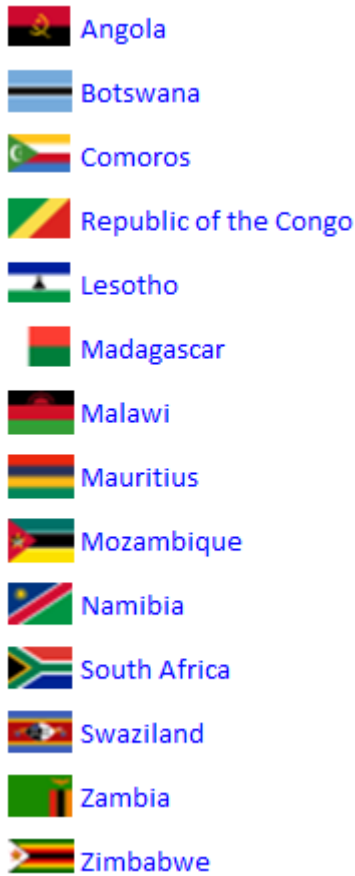 Angola
Botswana
Comoros
Republic of the Congo
Lesotho
Madagascar
Malawi
Mauritius
Mozambique
Namibia
South Africa
Swaziland
Zambia
Zimbabwe